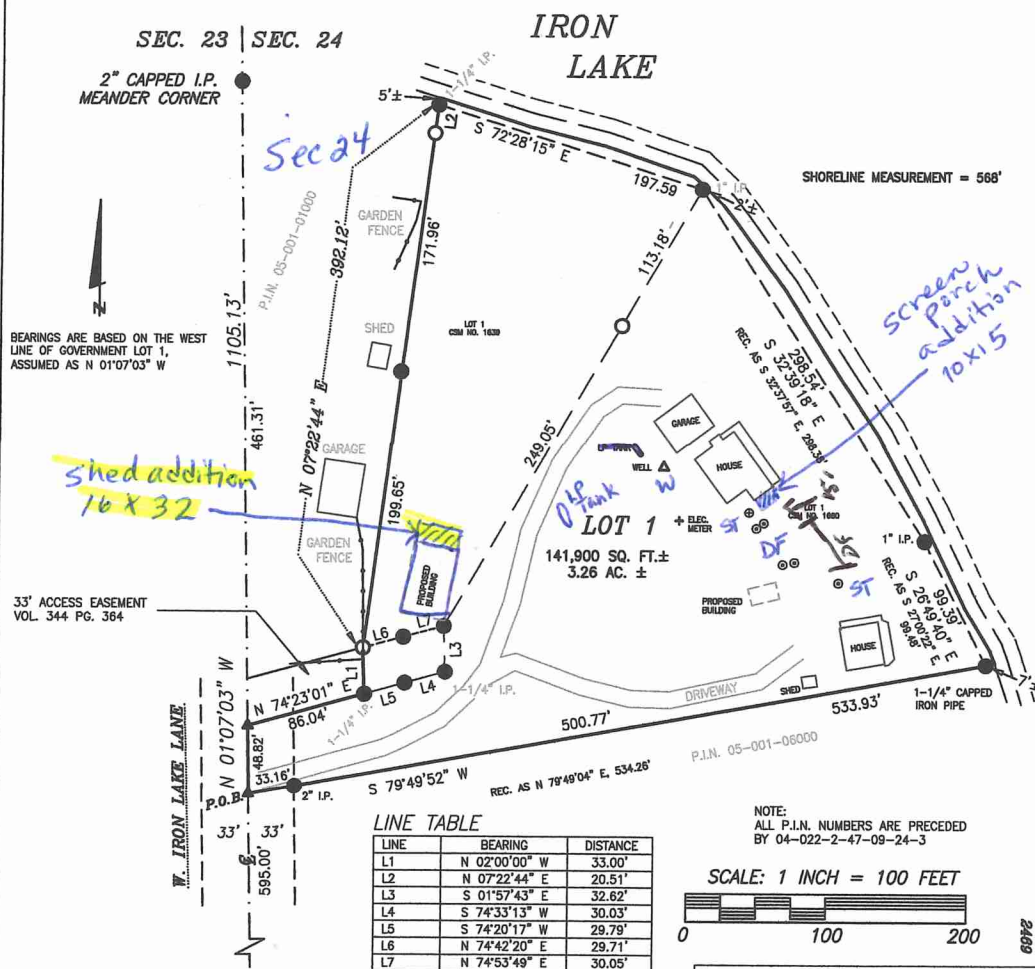 IRON
LAKE
SEC. 23 SEC. 24
2" CAPPED I.P.
MEANDER CORNER
5'±
1-1/4" I.P.
L2
S 72°28'15" E
197.59
1" I.P.
2'±
SHORELINE MEASUREMENT = 568'
Sec 24
P.I.N. 05-001-01000
392.12'
GARDEN
FENCE
171.96'
113.18'
N
BEARINGS ARE BASED ON THE WEST
LINE OF GOVERNMENT LOT 1,
ASSUMED AS N 01°07'03" W
1105.13'
461.31'
SHED
LOT 1
CSM NO. 1639
screen
porch
addition
10x15
298.54'
S 32°39'18" E
REC. AS S 32°37'57" E, 298.38'
N 07°22'44" E
GARAGE
199.65'
249.05'
GARAGE
HOUSE
LP TANK
WELL
W
LP
Tank
shed addition
16 X 32
LOT 1
141,900 SQ. FT.±
3.26 AC. ±
ELEC.
METER
ST
DF
LOT 1
CSM NO. 1660
1" I.P.
ST
GARDEN
FENCE
PROPOSED
BUILDING
PROPOSED
BUILDING
HOUSE
S 26°49'40" E
99.39'
REC. AS S 27°00'22" E,
99.48'
33' ACCESS EASEMENT
VOL. 344 PG. 364
L6
L7
L3
L1
L5
L4
1-1/4" I.P.
1-1/4" I.P.
N 74°23'01" E
86.04'
N 01°07'03" W
48.82'
33.16'
P.O.B.
2" I.P.
W. IRON LAKE LANE
33' 33'
595.00'
DRIVEWAY
SHED
7'±
1-1/4" CAPPED
IRON PIPE
500.77'
533.93'
S 79°49'52" W
REC. AS N 79°49'04" E, 534.26'
P.I.N. 05-001-06000
LINE TABLE
LINE BEARING DISTANCE
L1 N 02°00'00" W 33.00'
L2 N 07°22'44" E 20.51'
L3 S 01°57'43" E 32.62'
L4 S 74°33'13" W 30.03'
L5 S 74°20'17" W 29.79'
L6 N 74°42'20" E 29.71'
L7 N 74°53'49" E 30.05'
NOTE:
ALL P.I.N. NUMBERS ARE PRECEDED
BY 04-022-2-47-09-24-3
SCALE: 1 INCH = 100 FEET
0 100 200
2469